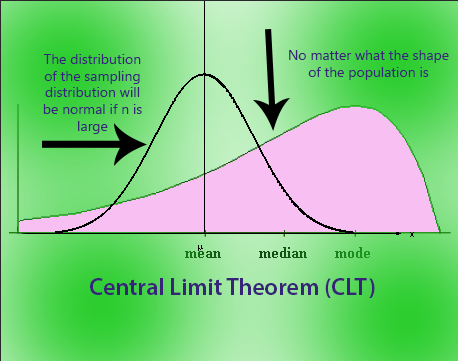 The distribution
of the sampling
distribution will
be normal if n is
large
No matter what the shape
of the population is
μ
x
mean
median
mode
Central Limit Theorem (CLT)